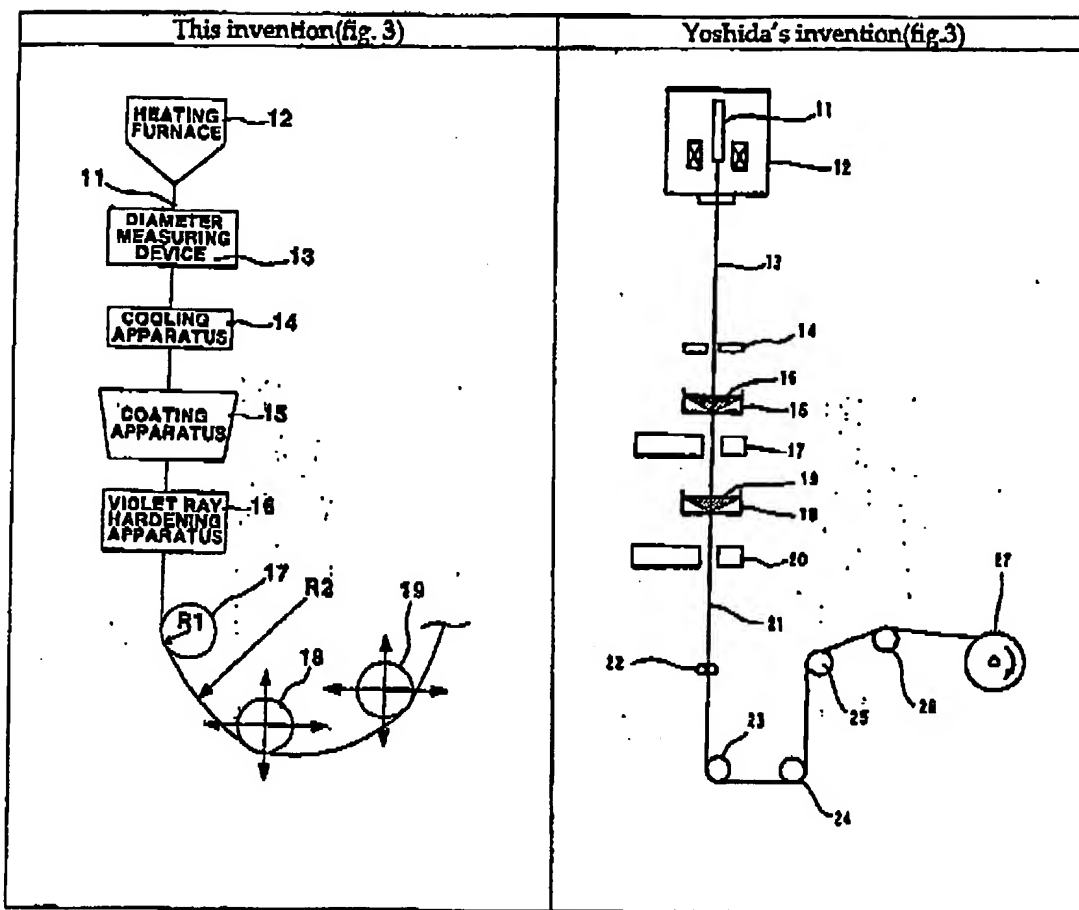 This invention(fig. 3)
Yoshida's invention(fig.3)
HEATING
FURNACE
12
11
DIAMETER
MEASURING
DEVICE
13
COOLING
APPARATUS
14
COATING
APPARATUS
15
VIOLET RAY
HARDENING
APPARATUS
16
17
R2
R1
18
19
11
12
13
14
16
15
17
19
18
20
21
22
23
24
25
26
27